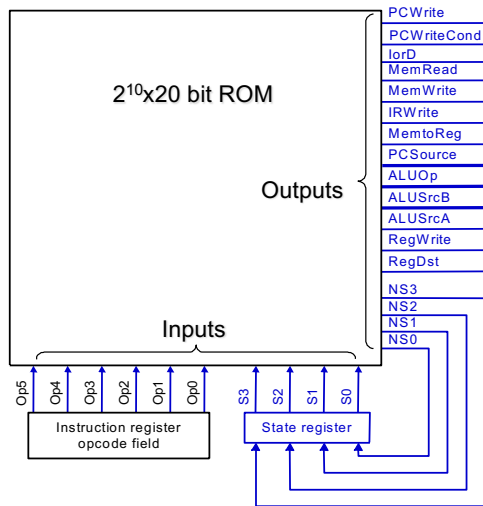 PCWrite
PCWriteCond
IorD
MemRead
MemWrite
IRWrite
MemtoReg
PCSource
ALUOp
ALUSrcB
ALUSrcA
RegWrite
RegDst
NS3
NS2
NS1
NS0
2¹⁰x20 bit ROM
Outputs
Inputs
Op5
Op4
Op3
Op2
Op1
Op0
S3
S2
S1
S0
Instruction register
opcode field
State register